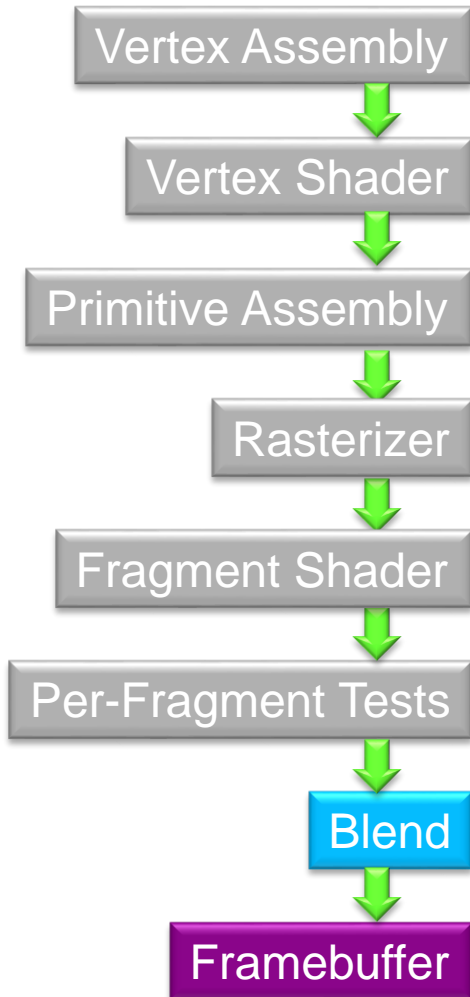 Vertex Assembly
Vertex Shader
Primitive Assembly
Rasterizer
Fragment Shader
Per-Fragment Tests
Blend
Framebuffer